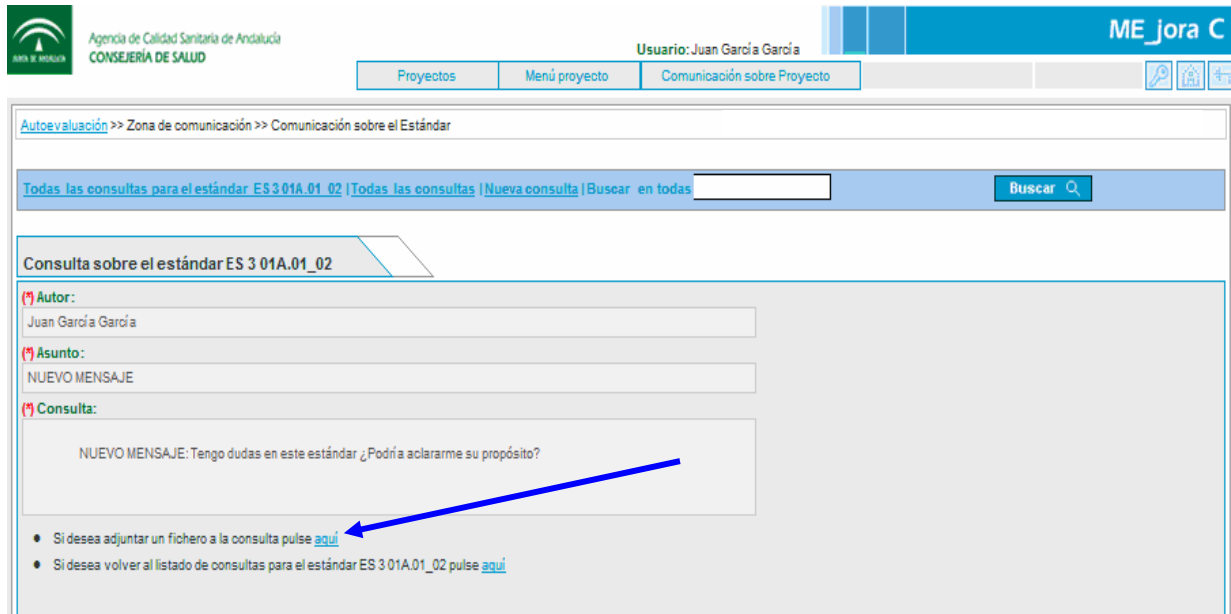 JUNTA DE ANDALUCIA
Agencia de Calidad Sanitaria de Andalucía
CONSEJERÍA DE SALUD
Usuario: Juan García García
ME_jora C
Proyectos
Menú proyecto
Comunicación sobre Proyecto
Autoevaluación >> Zona de comunicación >> Comunicación sobre el Estándar
Todas las consultas para el estándar ES 3 01A.01_02 | Todas las consultas | Nueva consulta | Buscar en todas
Buscar
Consulta sobre el estándar ES 3 01A.01_02
(*) Autor:
Juan García García
(*) Asunto:
NUEVO MENSAJE
(*) Consulta:
NUEVO MENSAJE: Tengo dudas en este estándar ¿Podría aclararme su propósito?
• Si desea adjuntar un fichero a la consulta pulse aquí
• Si desea volver al listado de consultas para el estándar ES 3 01A.01_02 pulse aquí